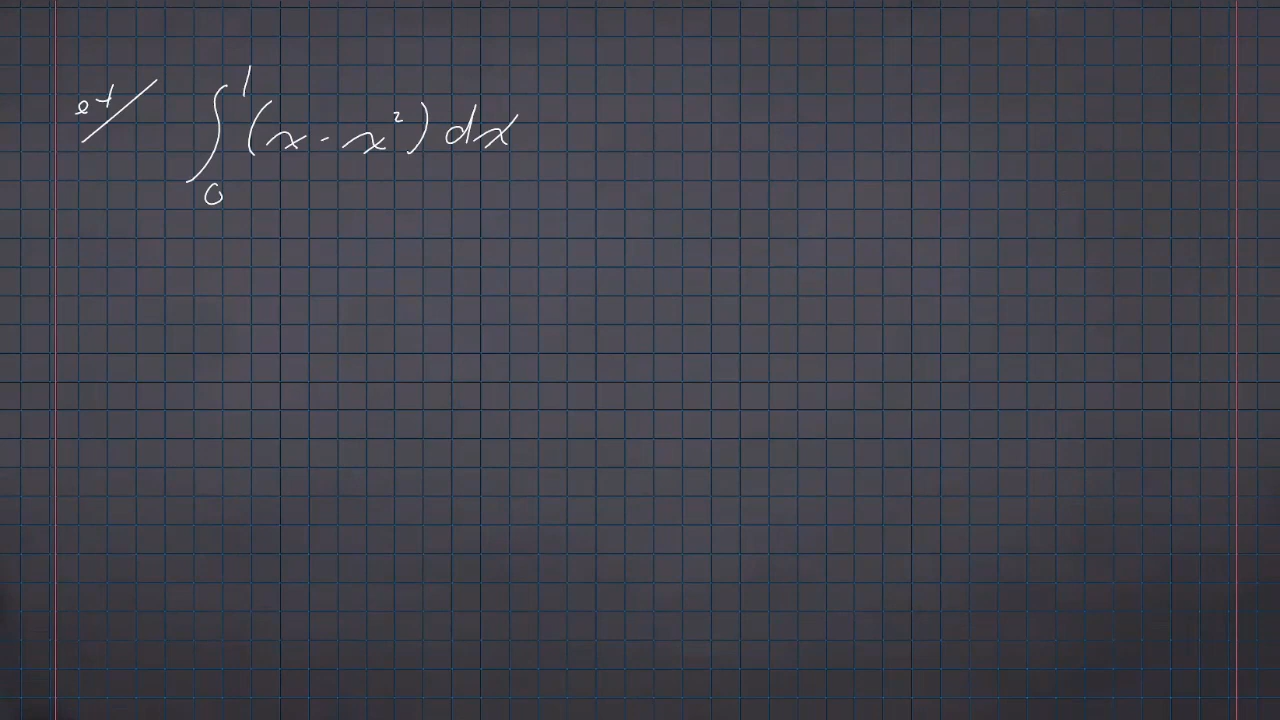 ex/ ∫₀¹ (x - x²) dx